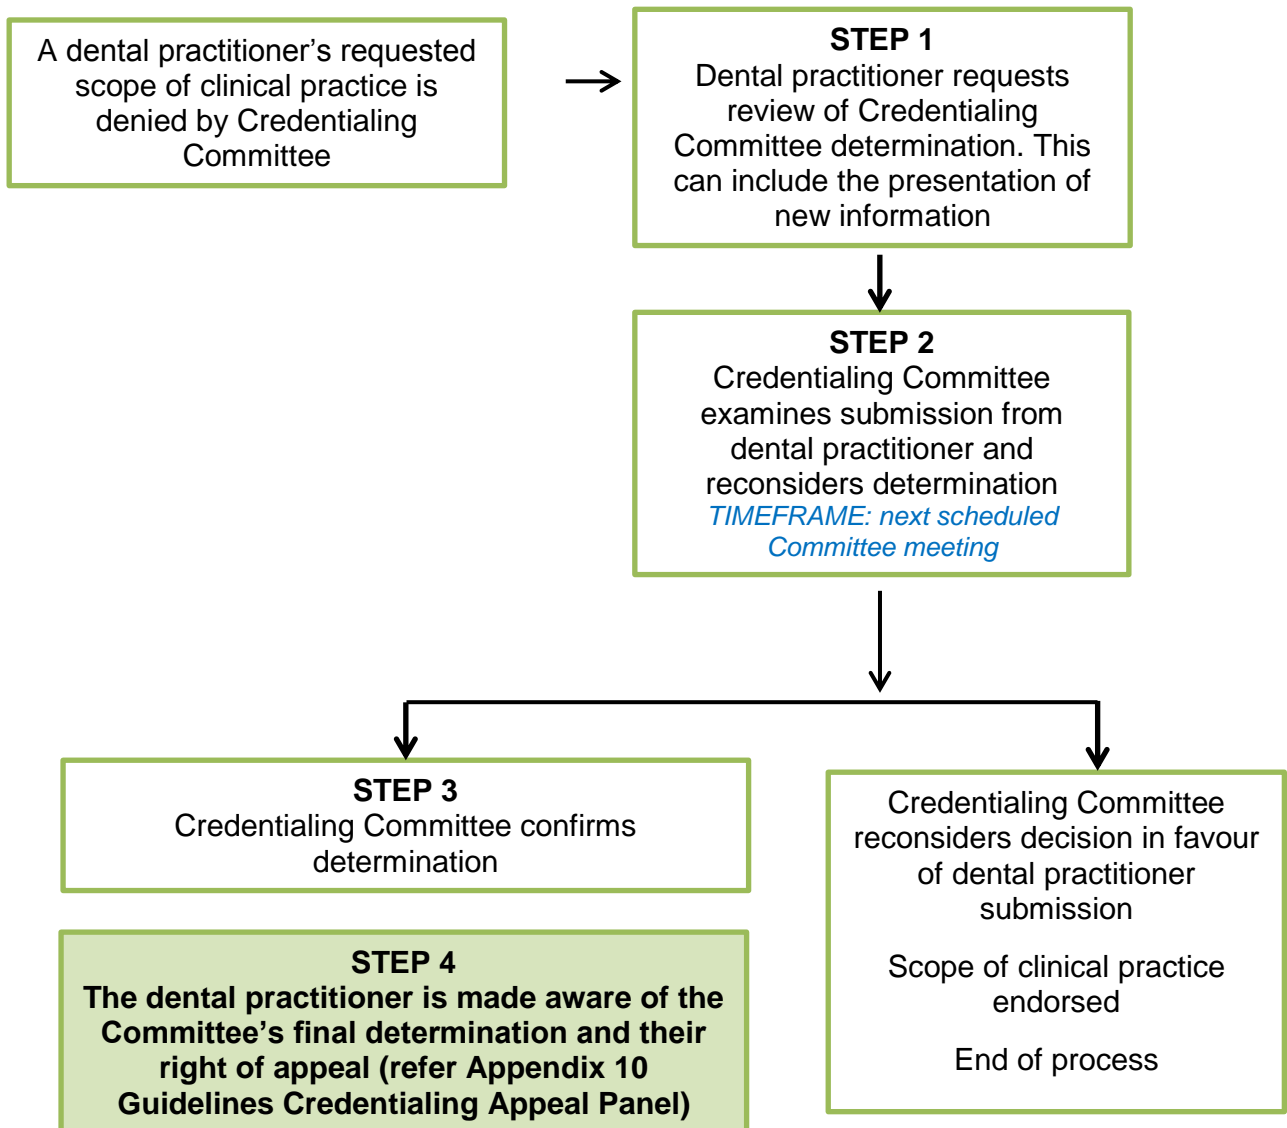 A dental practitioner’s requested
scope of clinical practice is
denied by Credentialing
Committee
STEP 1
Dental practitioner requests
review of Credentialing
Committee determination. This
can include the presentation of
new information
STEP 2
Credentialing Committee
examines submission from
dental practitioner and
reconsiders determination
TIMEFRAME: next scheduled
Committee meeting
STEP 3
Credentialing Committee confirms
determination
STEP 4
The dental practitioner is made aware of the
Committee’s final determination and their
right of appeal (refer Appendix 10
Guidelines Credentialing Appeal Panel)
Credentialing Committee
reconsiders decision in favour
of dental practitioner
submission
Scope of clinical practice
endorsed
End of process